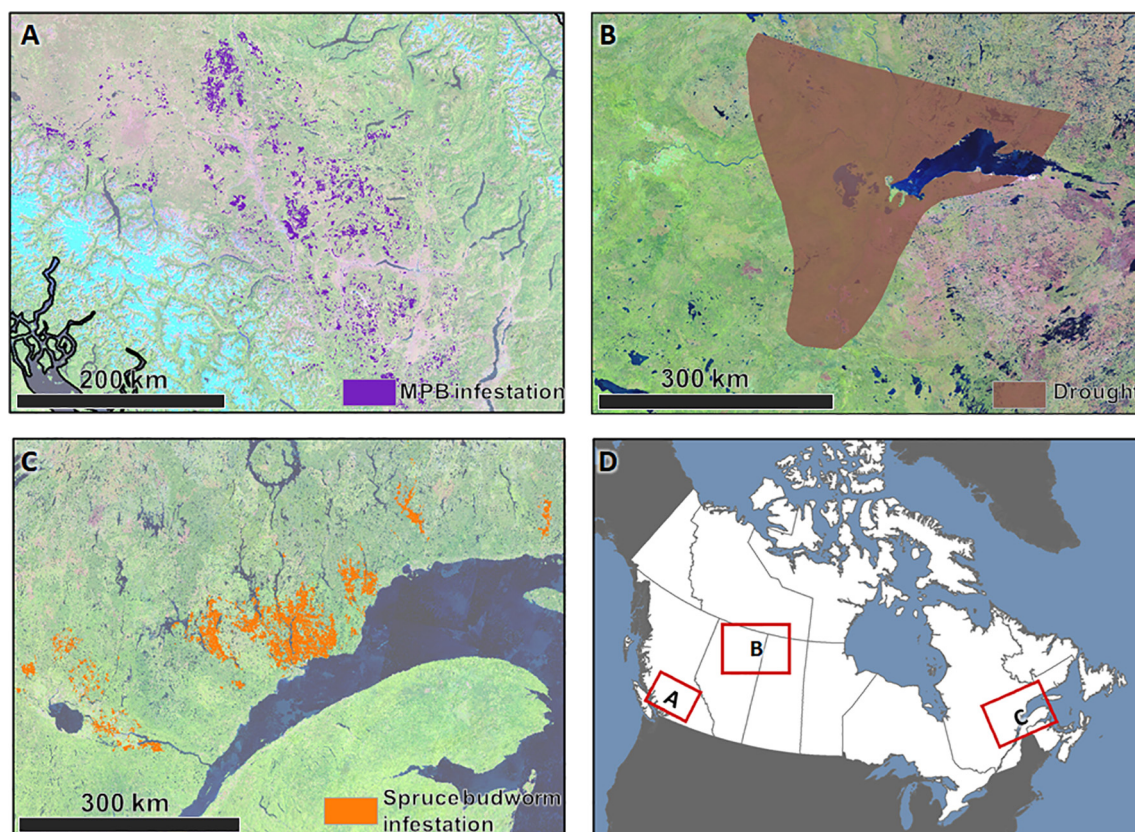 A
200 km
MPB infestation
B
300 km
Drought
C
300 km
Spruce budworm
infestation
D
A
B
C